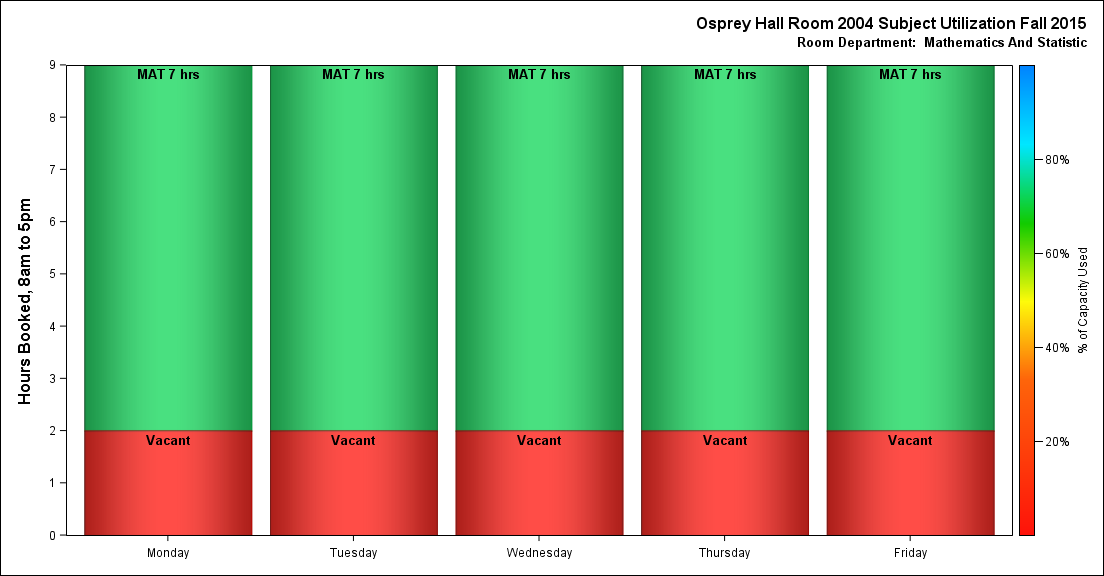 Osprey Hall Room 2004 Subject Utilization Fall 2015
Room Department:  Mathematics And Statistic
Hours Booked, 8am to 5pm
9
8
7
6
5
4
3
2
1
0
MAT 7 hrs
MAT 7 hrs
MAT 7 hrs
MAT 7 hrs
MAT 7 hrs
Vacant
Vacant
Vacant
Vacant
Vacant
Monday
Tuesday
Wednesday
Thursday
Friday
80%
60%
40%
20%
% of Capacity Used